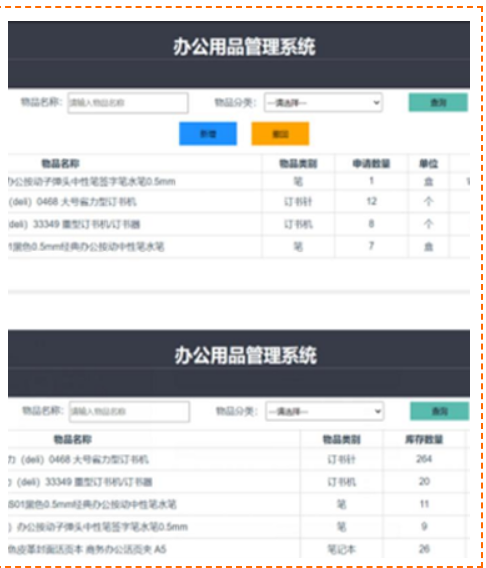 办公用品管理系统
物品名称: 请输入物品名称 物品分类: ---请选择--- 查询
新增 撤回
物品名称 物品类别 申请数量 单位
办公按动子弹头中性笔签字笔水笔0.5mm 笔 1 盒
(deli) 0468 大号省力型订书机 订书针 12 个
(deli) 33349 重型订书机/订书器 订书机 8 个
黑色0.5mm经典办公按动中性笔水笔 笔 7 盒
办公用品管理系统
物品名称: 请输入物品名称 物品分类: ---请选择--- 查询
物品名称 物品类别 库存数量
力 (deli) 0468 大号省力型订书机 订书针 264
(deli) 33349 重型订书机/订书器 订书机 20
S01黑色0.5mm经典办公按动中性笔水笔 笔 11
) 办公按动子弹头中性笔签字笔水笔0.5mm 笔 9
色皮革封面活页本 商务办公活页夹 A5 笔记本 26